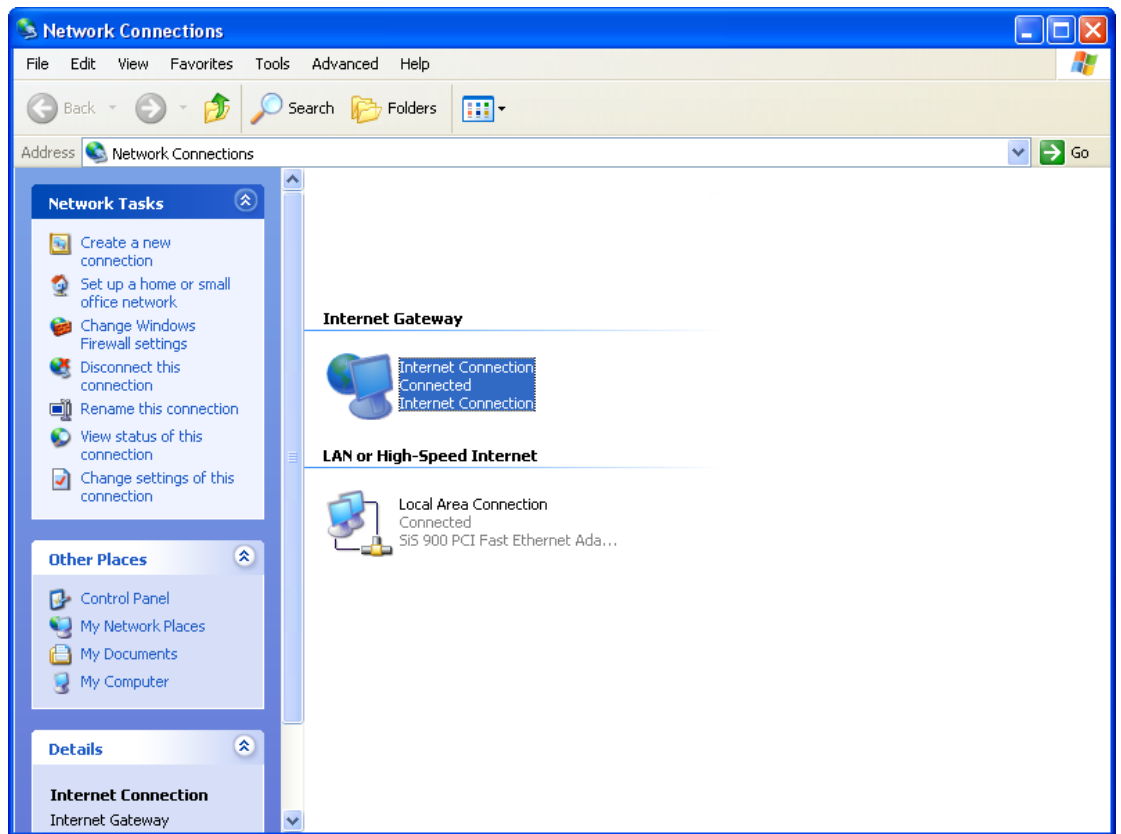 Network Connections
File Edit View Favorites Tools Advanced Help
Back Search Folders
Address Network Connections Go
Network Tasks
Create a new
connection
Set up a home or small
office network
Change Windows
Firewall settings
Disconnect this
connection
Rename this connection
View status of this
connection
Change settings of this
connection
Other Places
Control Panel
My Network Places
My Documents
My Computer
Details
Internet Connection
Internet Gateway
Internet Gateway
Internet Connection
Connected
Internet Connection
LAN or High-Speed Internet
Local Area Connection
Connected
SiS 900 PCI Fast Ethernet Ada...